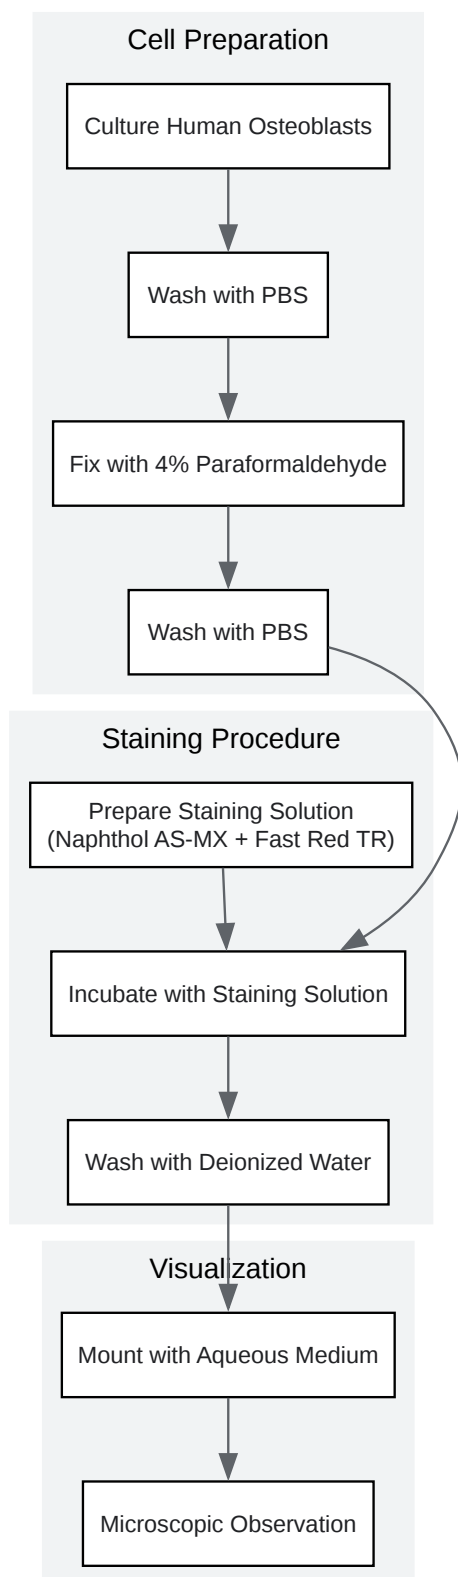 Cell Preparation
Culture Human Osteoblasts
Wash with PBS
Fix with 4% Paraformaldehyde
Wash with PBS
Staining Procedure
Prepare Staining Solution
(Naphthol AS-MX + Fast Red TR)
Incubate with Staining Solution
Wash with Deionized Water
Visualization
Mount with Aqueous Medium
Microscopic Observation